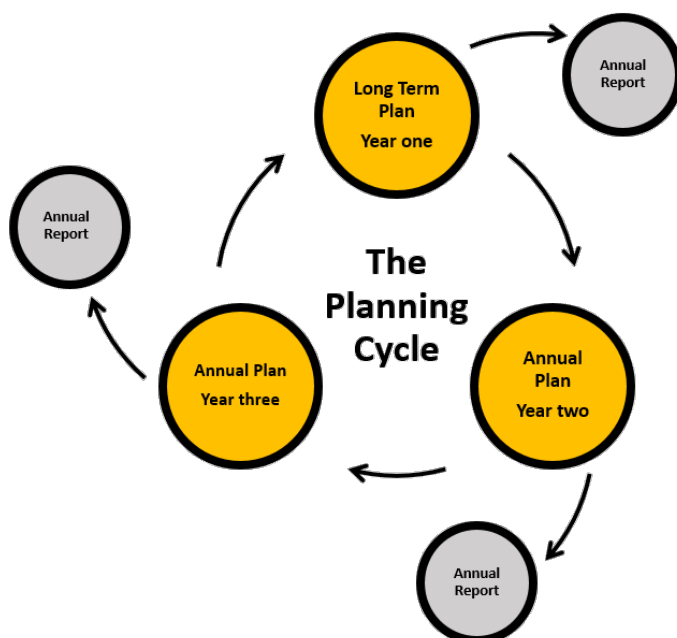 Long Term
Plan
Year one
Annual
Report
Annual
Report
The
Planning
Cycle
Annual Plan
Year three
Annual
Plan
Year two
Annual
Report